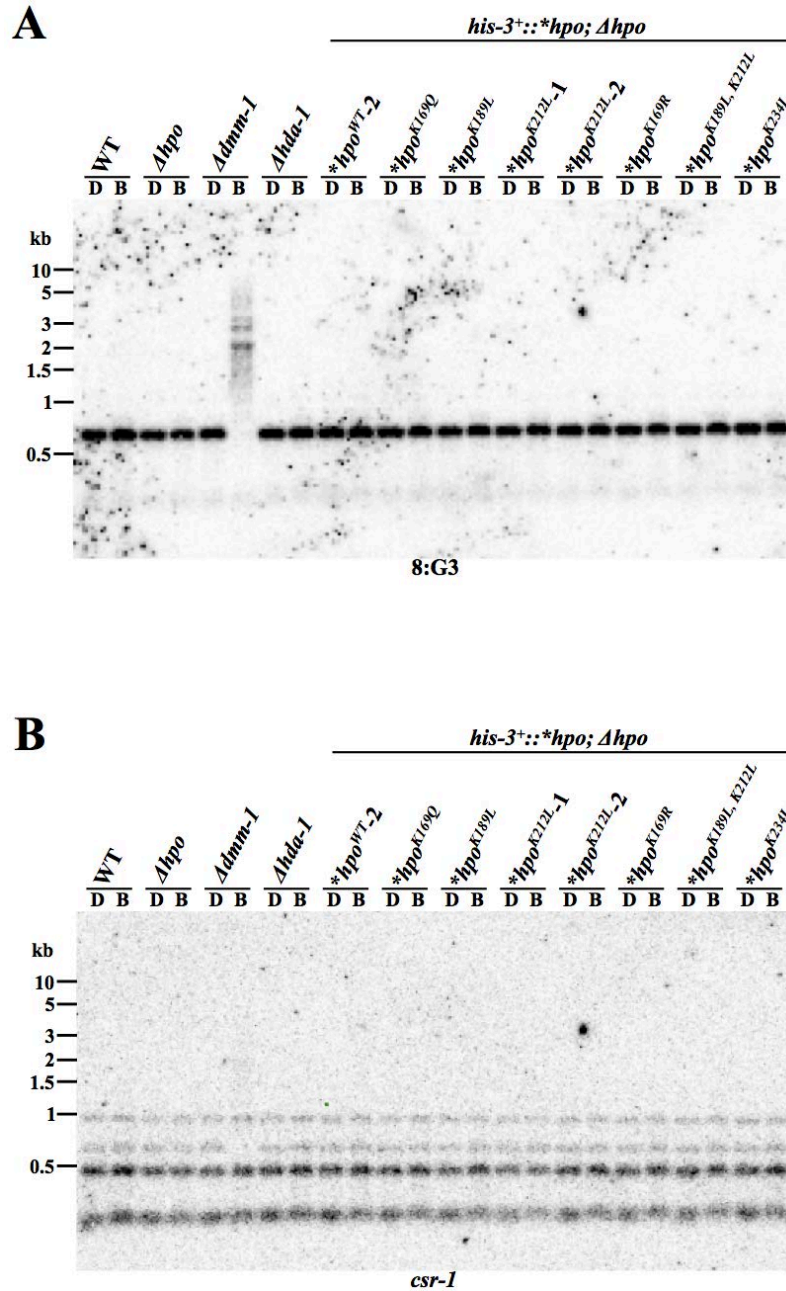 A
his-3⁺::*hpo; Δhpo
WT Δhpo Δdmm-1 Δhda-1 *hpoᵂᵀ-2 *hpoᴷ¹⁶⁹Q *hpoᴷ¹⁸⁹ᴸ *hpoᴷ²¹²ᴸ-1 *hpoᴷ²¹²ᴸ-2 *hpoᴷ¹⁶⁹ᴿ *hpoᴷ¹⁸⁹ᴸ, ᴷ²¹²ᴸ *hpoᴷ²³⁴ᴸ
D B D B D B D B D B D B D B D B D B D B D B D B
kb
10
5
3
2
1.5
1
0.5
8:G3
B
his-3⁺::*hpo; Δhpo
WT Δhpo Δdmm-1 Δhda-1 *hpoᵂᵀ-2 *hpoᴷ¹⁶⁹Q *hpoᴷ¹⁸⁹ᴸ *hpoᴷ²¹²ᴸ-1 *hpoᴷ²¹²ᴸ-2 *hpoᴷ¹⁶⁹ᴿ *hpoᴷ¹⁸⁹ᴸ, ᴷ²¹²ᴸ *hpoᴷ²³⁴ᴸ
D B D B D B D B D B D B D B D B D B D B D B D B
kb
10
5
3
2
1.5
1
0.5
csr-1